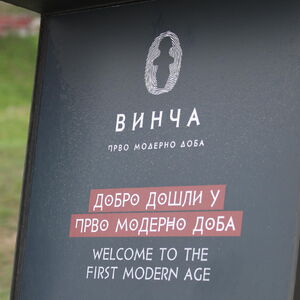 ВИНЧА
ПРВО МОДЕРНО ДОБА
ДОБРО ДОШЛИ У
ПРВО МОДЕРНО ДОБА
WELCOME TO THE
FIRST MODERN AGE